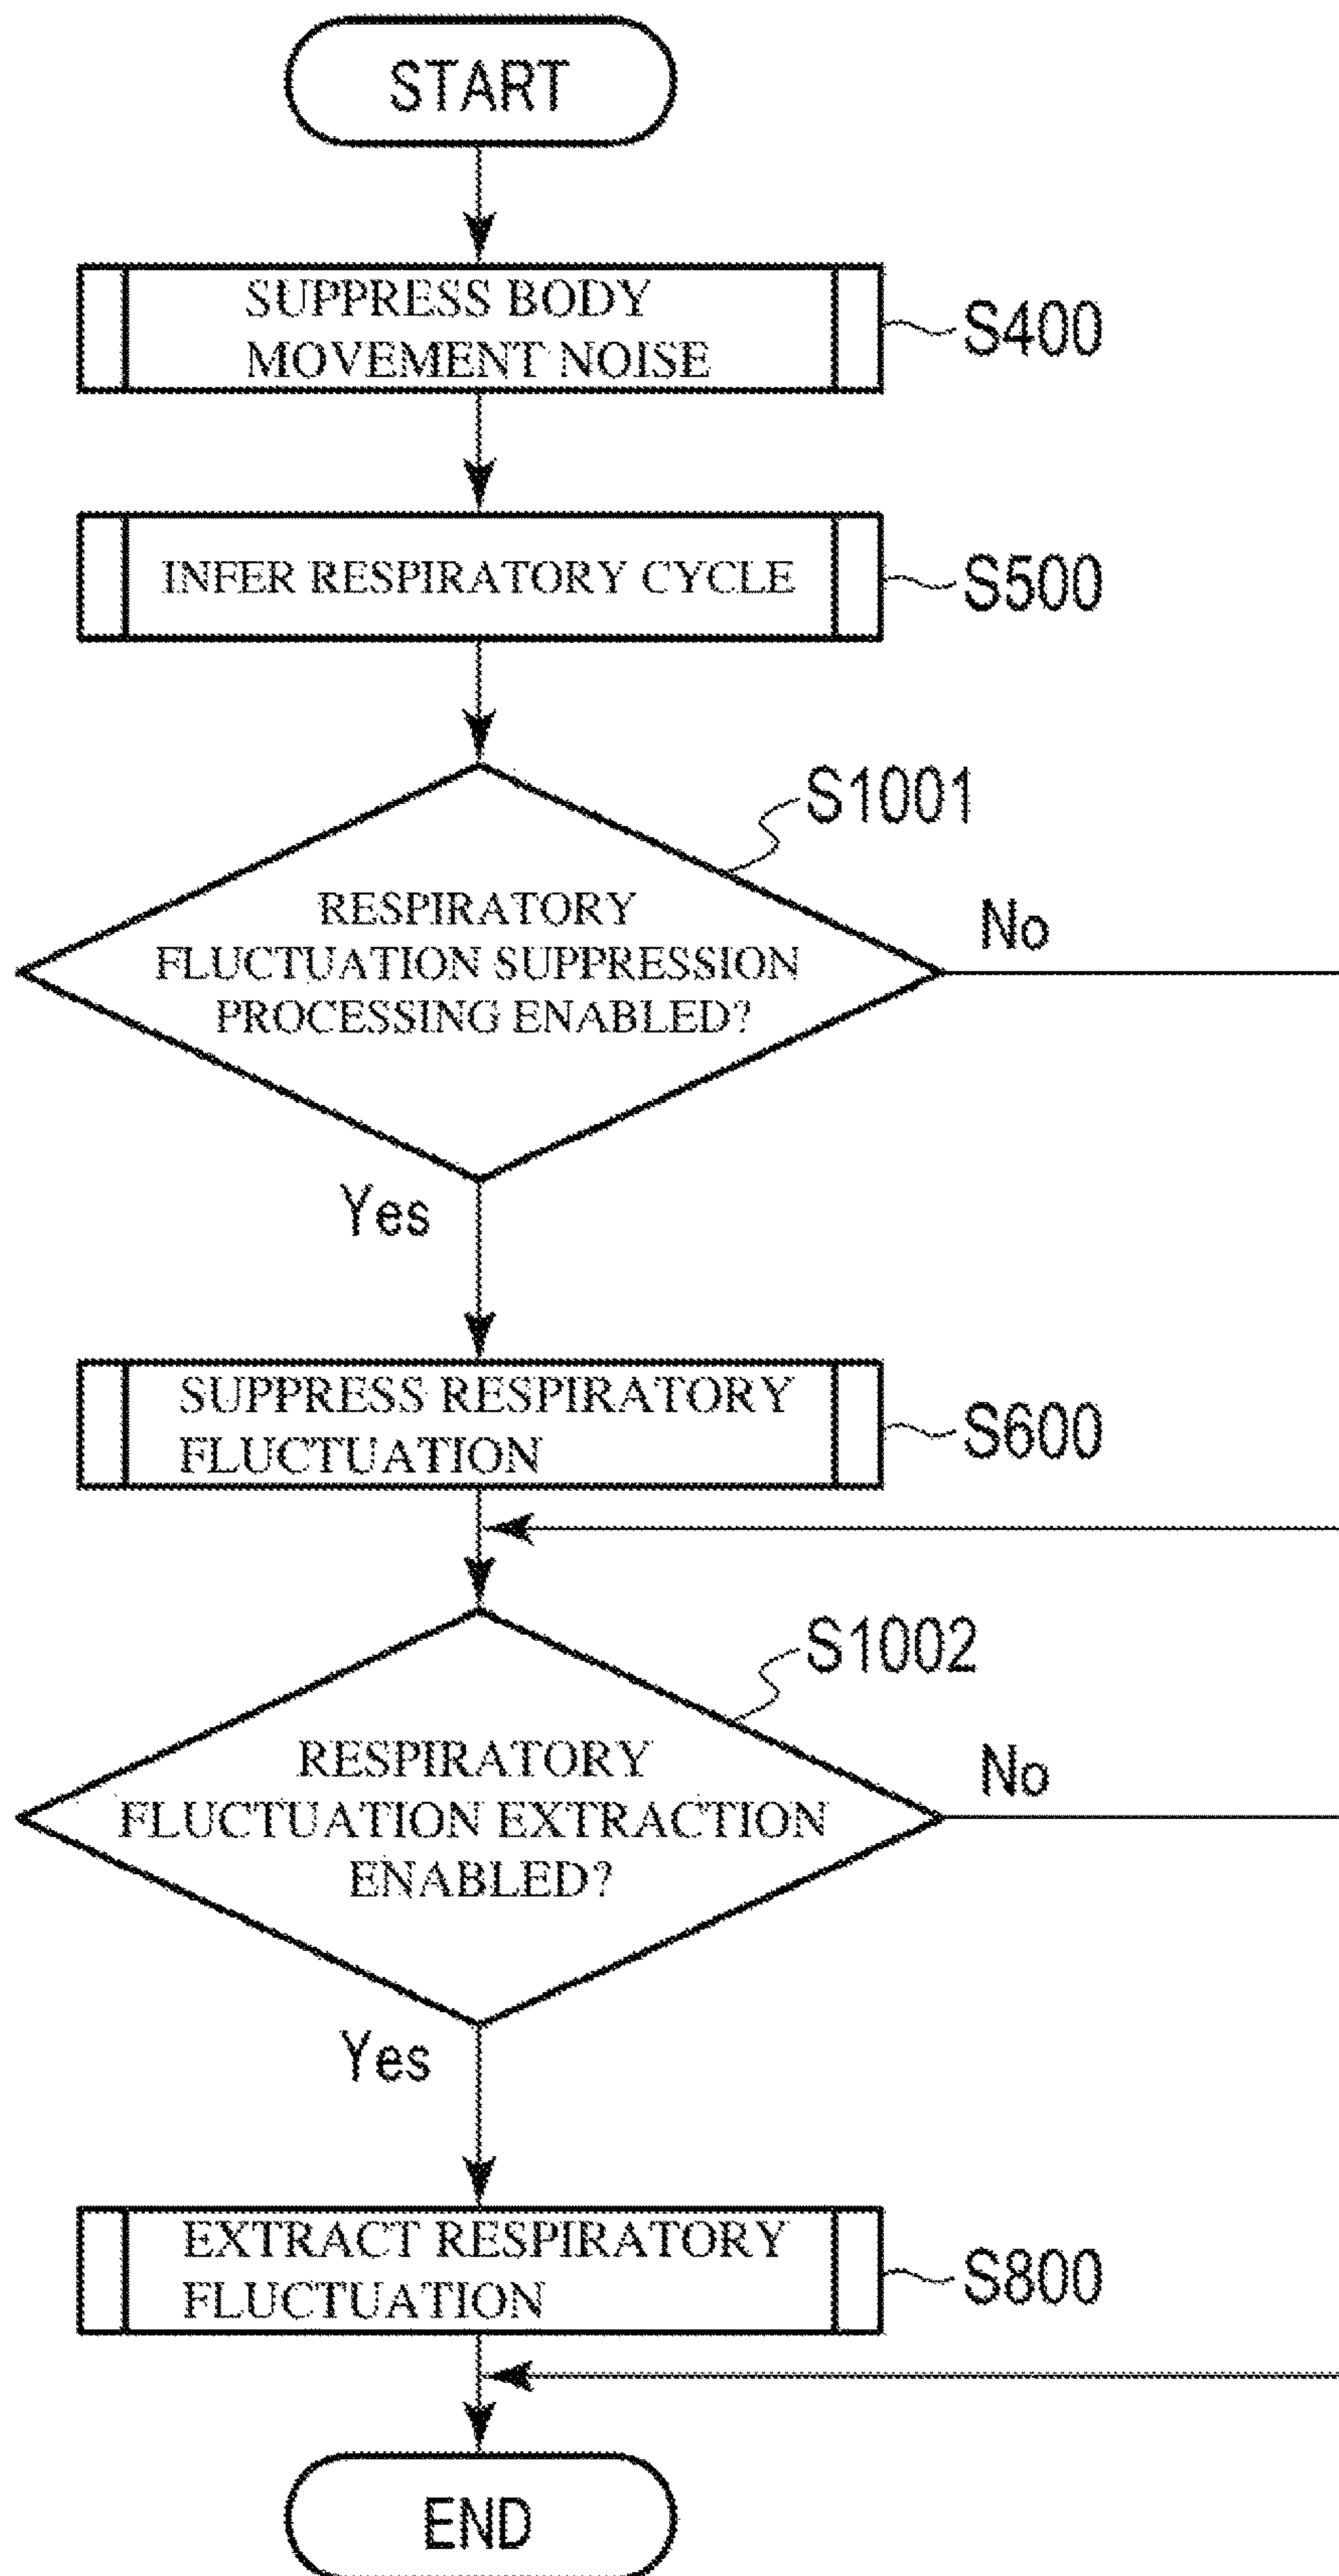 START
SUPPRESS BODY
MOVEMENT NOISE
S400
INFER RESPIRATORY CYCLE
S500
S1001
RESPIRATORY
FLUCTUATION SUPPRESSION
PROCESSING ENABLED?
No
Yes
SUPPRESS RESPIRATORY
FLUCTUATION
S600
S1002
RESPIRATORY
FLUCTUATION EXTRACTION
ENABLED?
No
Yes
EXTRACT RESPIRATORY
FLUCTUATION
S800
END